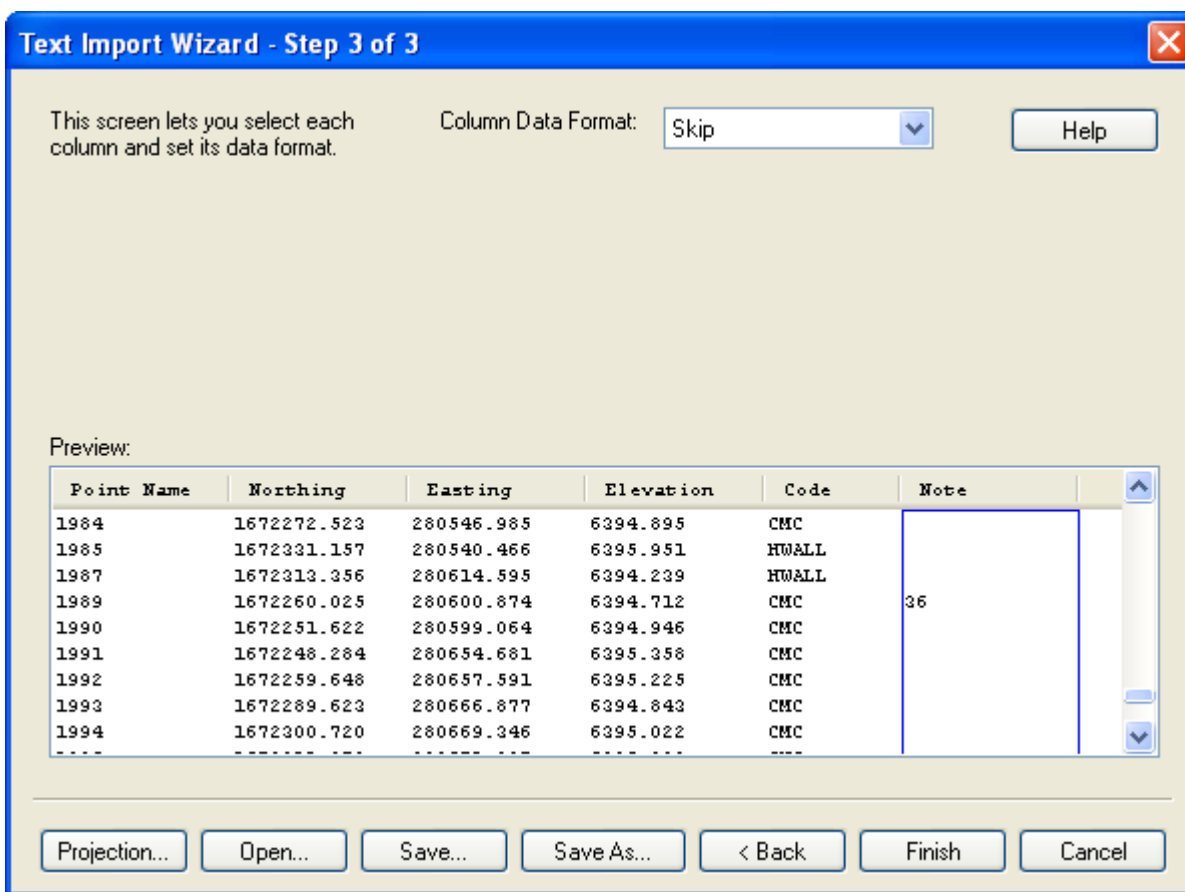 Text Import Wizard - Step 3 of 3
This screen lets you select each
column and set its data format.
Column Data Format: Skip
Help
Preview:
Point Name Northing Easting Elevation Code Note
1984 1672272.523 280546.985 6394.895 CMC
1985 1672331.157 280540.466 6395.951 HWALL
1987 1672313.356 280614.595 6394.239 HWALL
1989 1672260.025 280600.874 6394.712 CMC 36
1990 1672251.622 280599.064 6394.946 CMC
1991 1672248.284 280654.681 6395.358 CMC
1992 1672259.648 280657.591 6395.225 CMC
1993 1672289.623 280666.877 6394.843 CMC
1994 1672300.720 280669.346 6395.022 CMC
Projection... Open... Save... Save As... < Back Finish Cancel